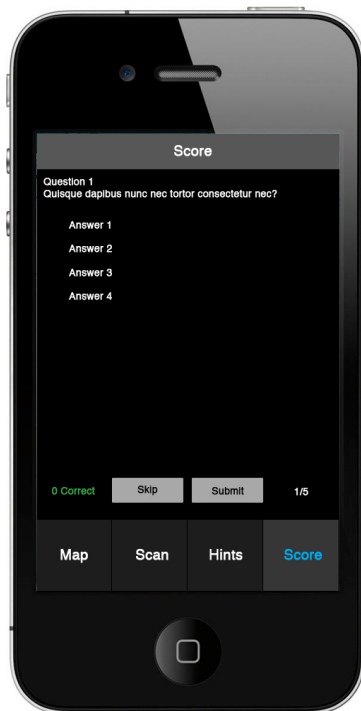 Score
Question 1
Quisque dapibus nunc nec tortor consectetur nec?
Answer 1
Answer 2
Answer 3
Answer 4
0 Correct Skip Submit 1/5
Map Scan Hints Score